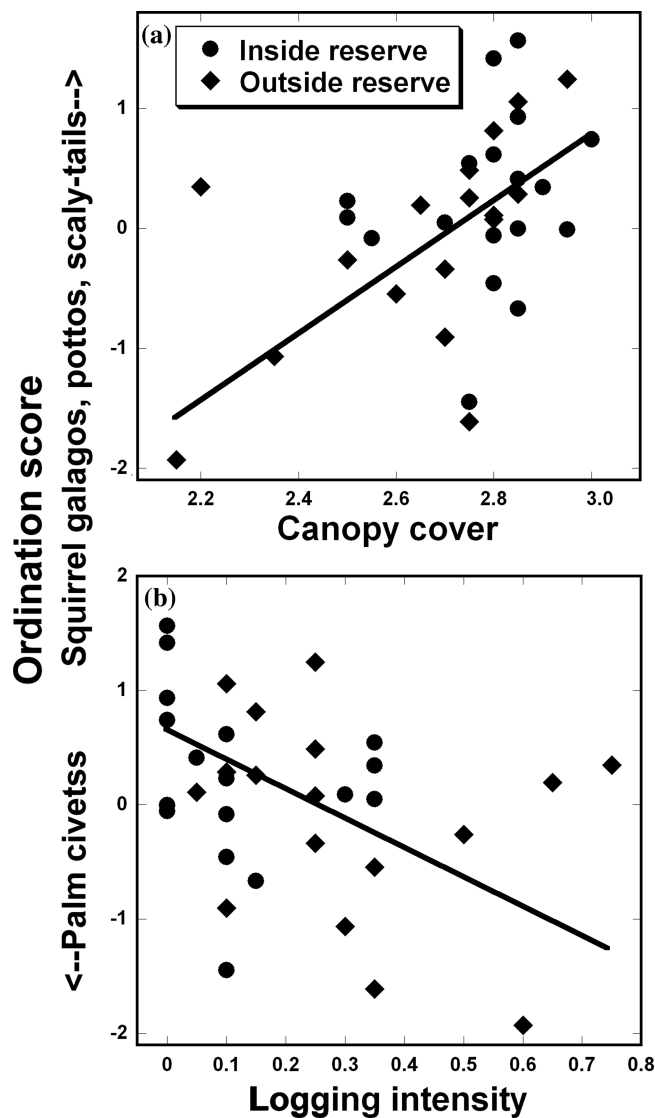 (a)
Inside reserve
Outside reserve
1
0
-1
-2
2.2 2.4 2.6 2.8 3.0
Canopy cover
Ordination score
Squirrel galagos, pottos, scaly-tails-->
<--Palm civetss
(b)
2
1
0
-1
-2
0 0.1 0.2 0.3 0.4 0.5 0.6 0.7 0.8
Logging intensity